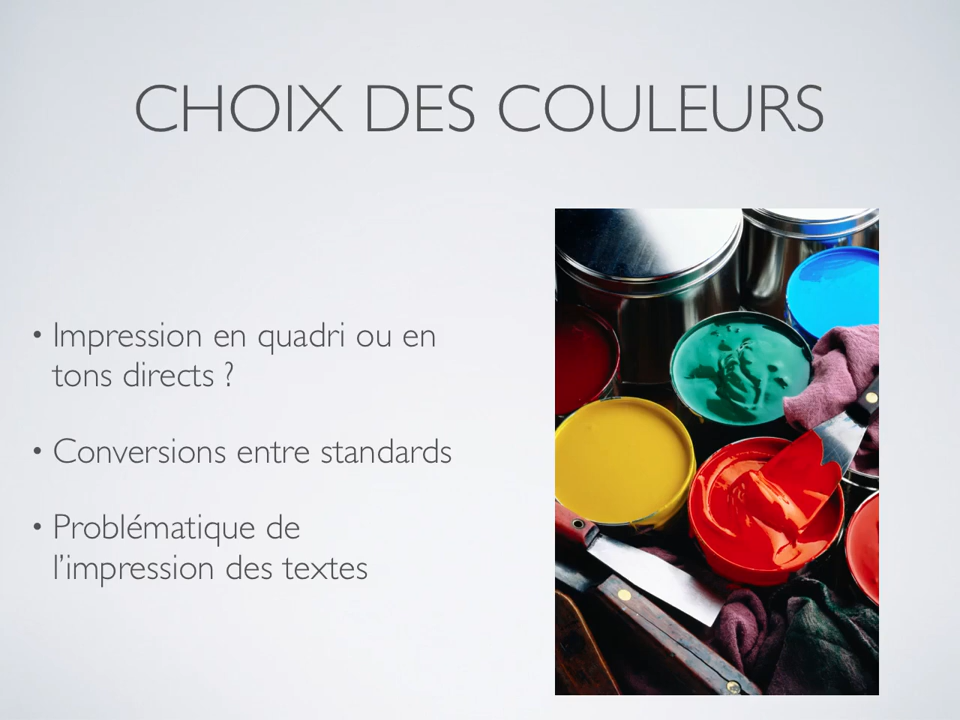 CHOIX DES COULEURS
• Impression en quadri ou en
tons directs ?
• Conversions entre standards
• Problématique de
l’impression des textes